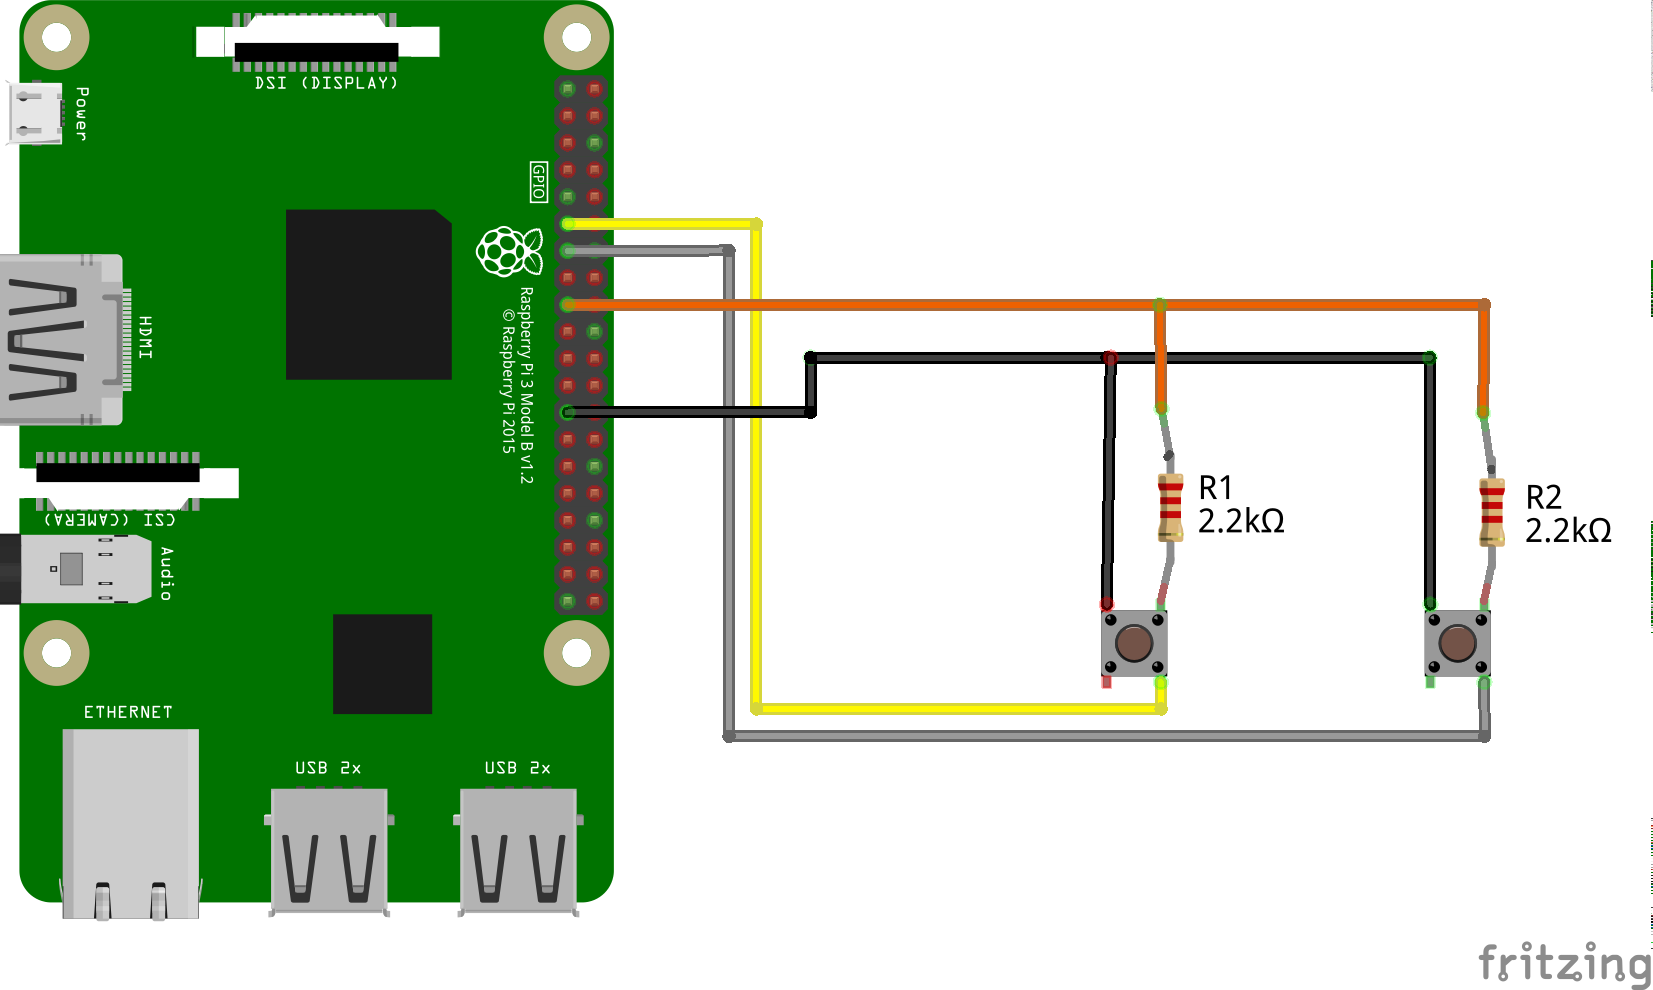 DSI (DISPLAY)
Power
GPIO
HDMI
Raspberry Pi 3 Model B v1.2
© Raspberry Pi 2015
CSI (CAMERA)
Audio
R1
2.2kΩ
R2
2.2kΩ
ETHERNET
USB 2x
USB 2x
fritzing